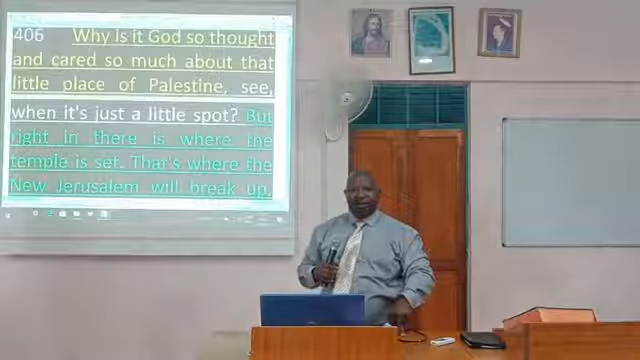 406 Why Is it God so thought
and cared so much about that
little place of Palestine, see,
when it's just a little spot? But
right in there is where the
temple is set. That's where the
New Jerusalem will break up,